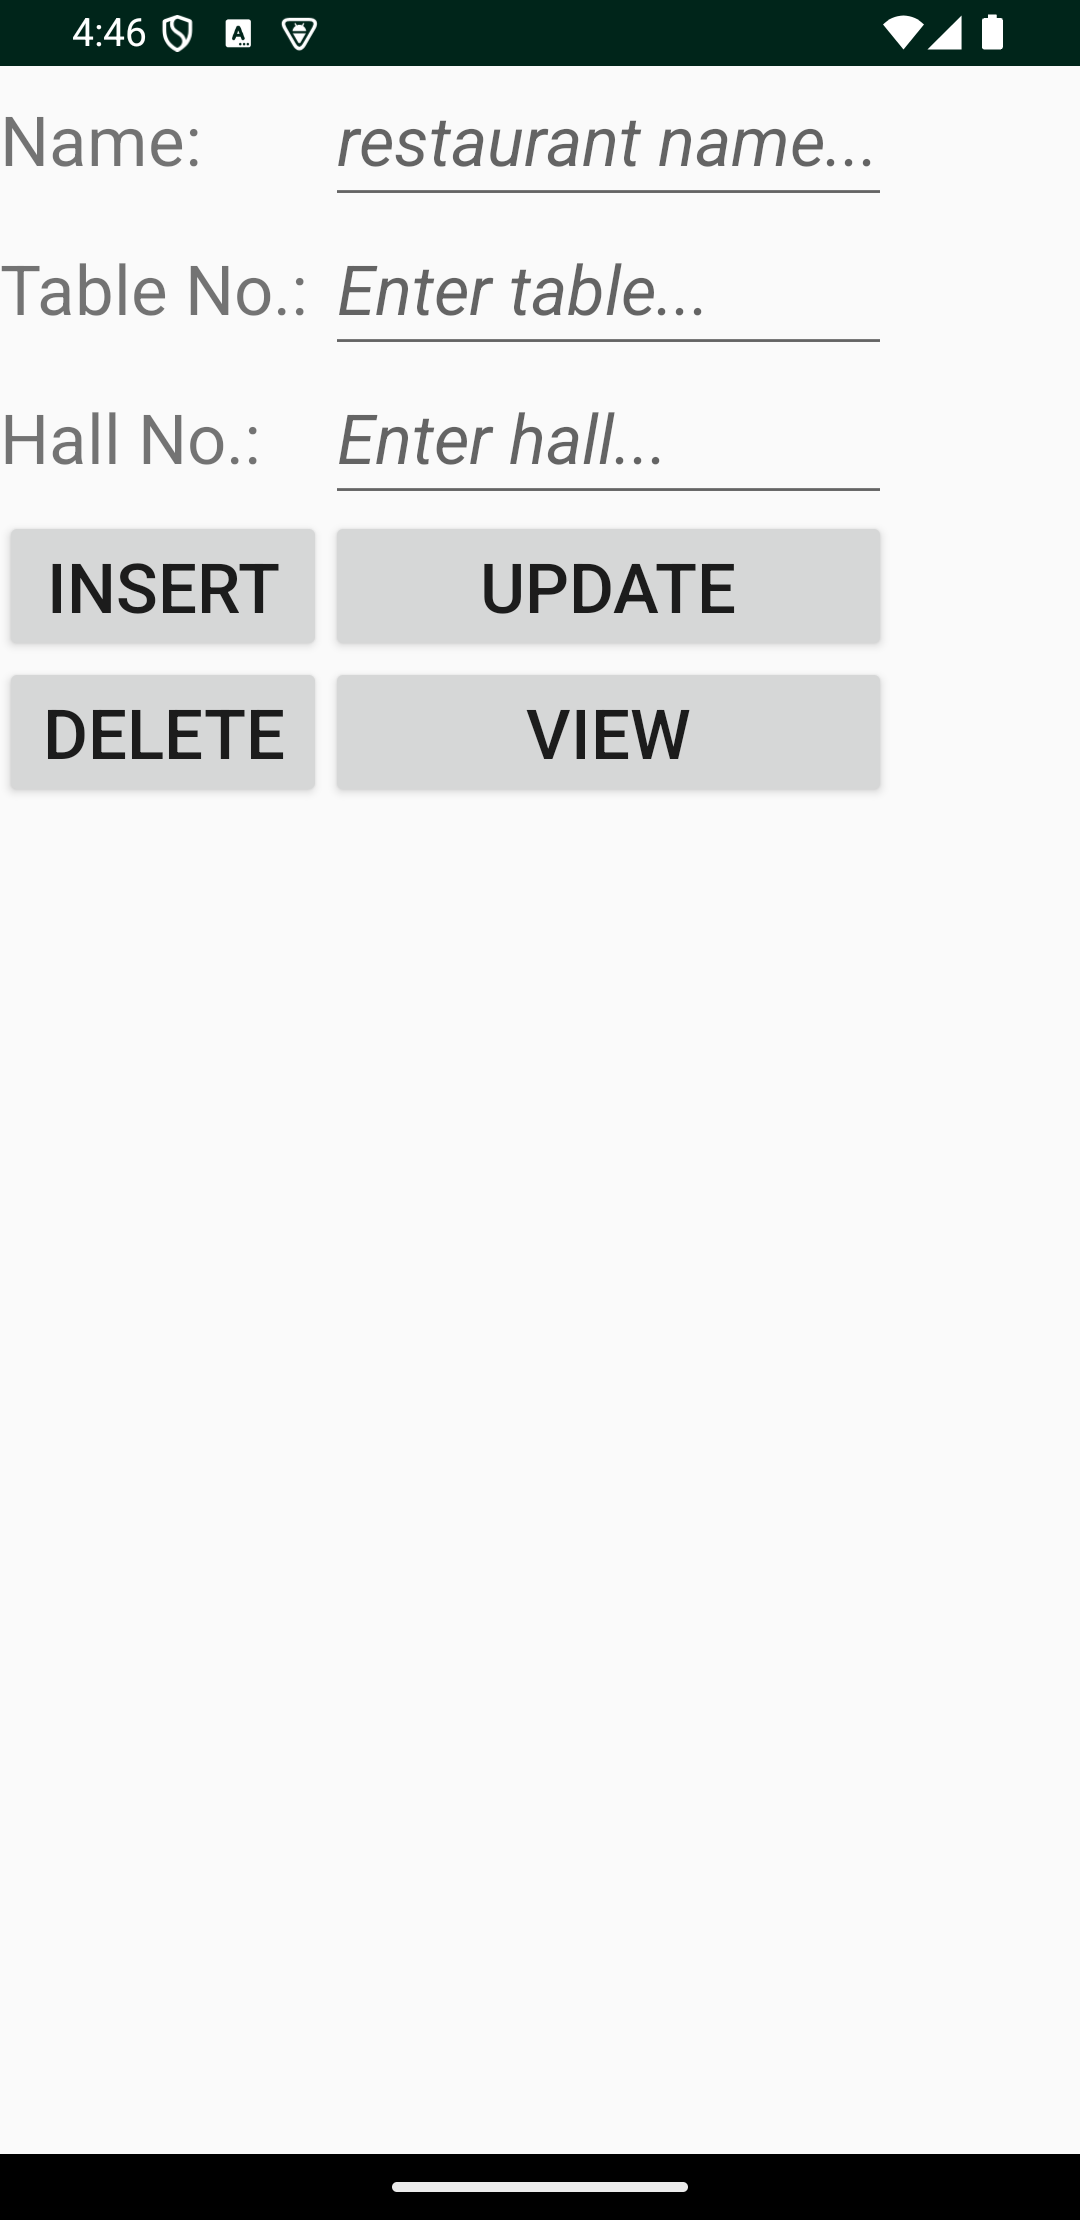 4:46
Name: restaurant name...
Table No.: Enter table...
Hall No.: Enter hall...
INSERT UPDATE
DELETE VIEW